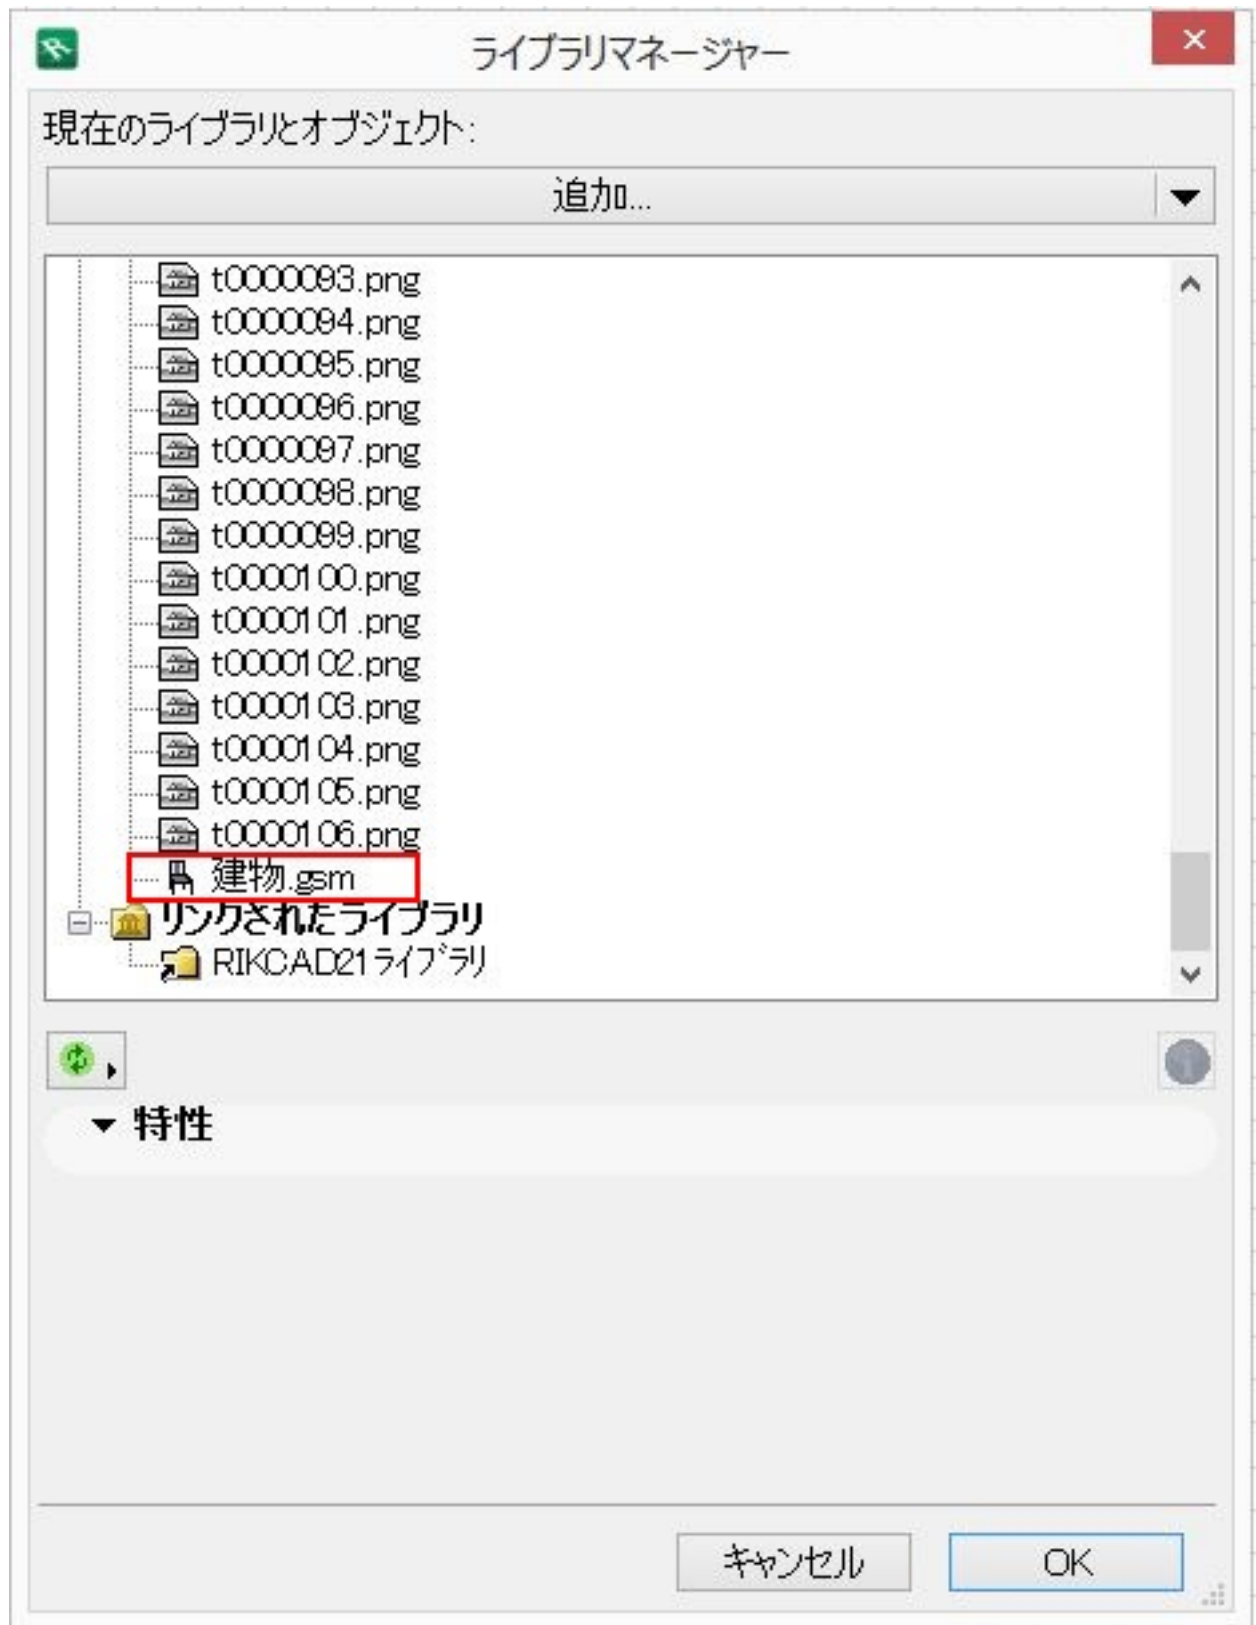 ライブラリマネージャー
現在のライブラリとオブジェクト:
追加...
t0000093.png
t0000094.png
t0000095.png
t0000096.png
t0000097.png
t0000098.png
t0000099.png
t0000100.png
t0000101.png
t0000102.png
t0000103.png
t0000104.png
t0000105.png
t0000106.png
建物.gsm
リンクされたライブラリ
RIKCAD21ライブラリ
特性
キャンセル
OK